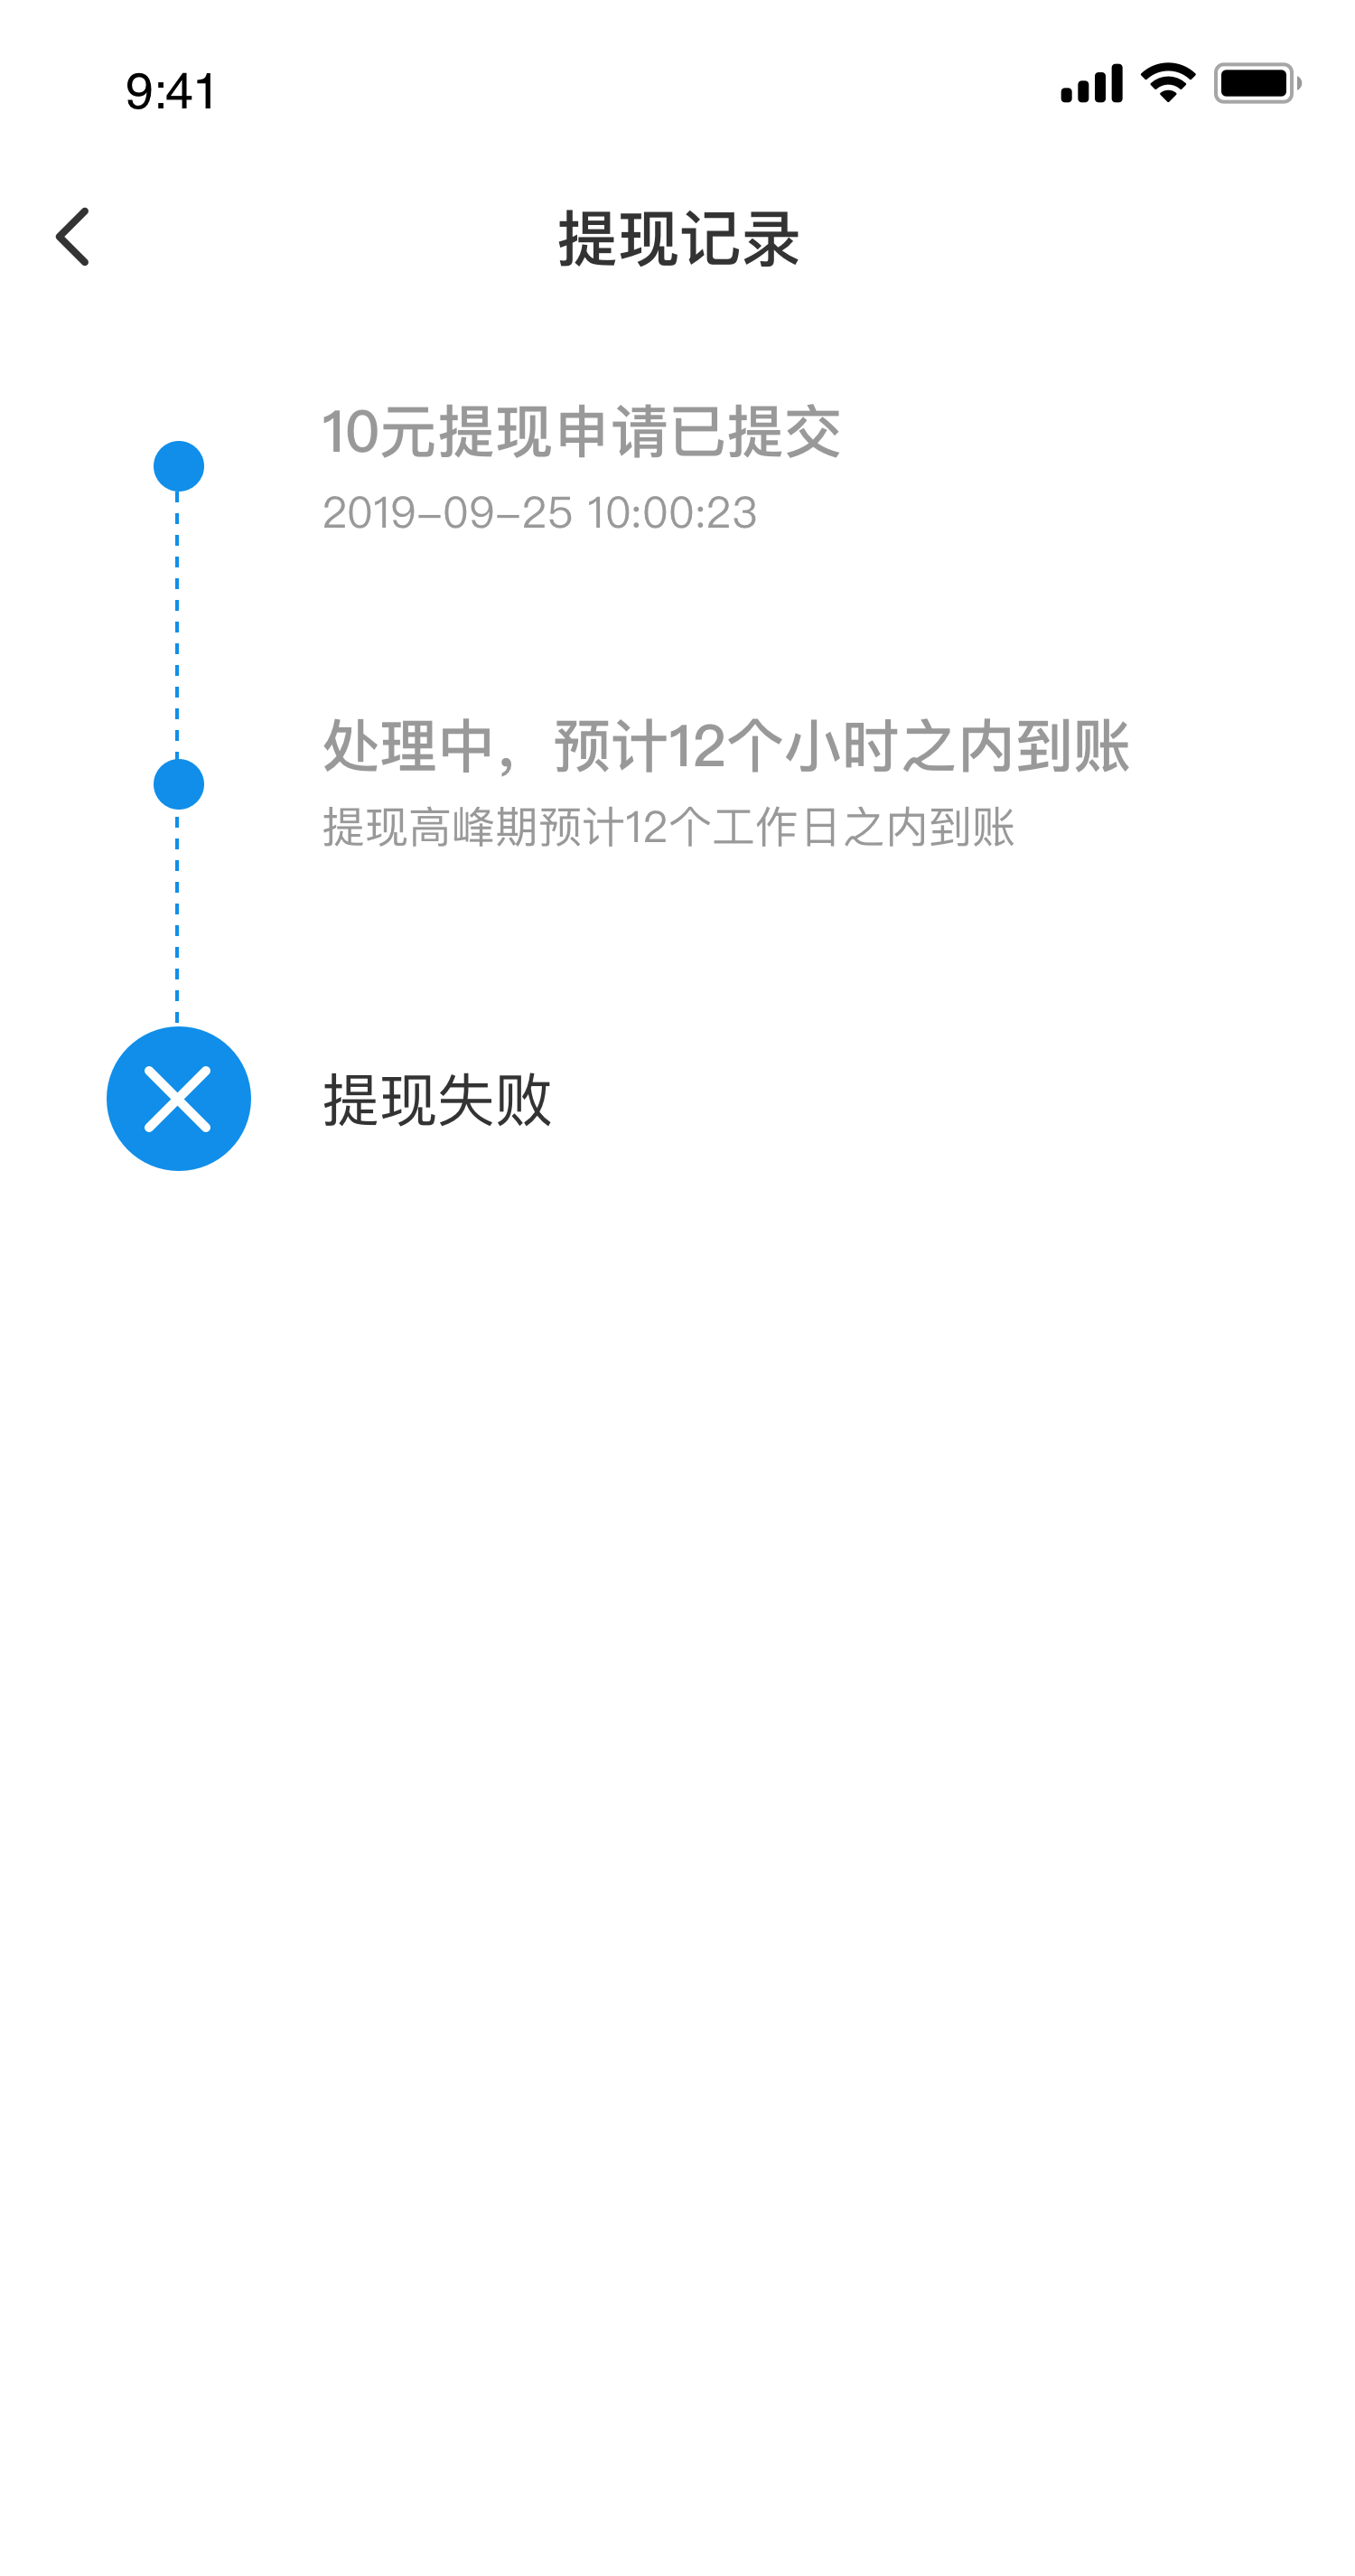 9:41
提现记录
10元提现申请已提交
2019-09-25 10:00:23
处理中，预计12个小时之内到账
提现高峰期预计12个工作日之内到账
提现失败